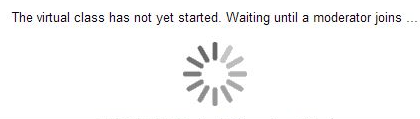 The virtual class has not yet started. Waiting until a moderator joins ...